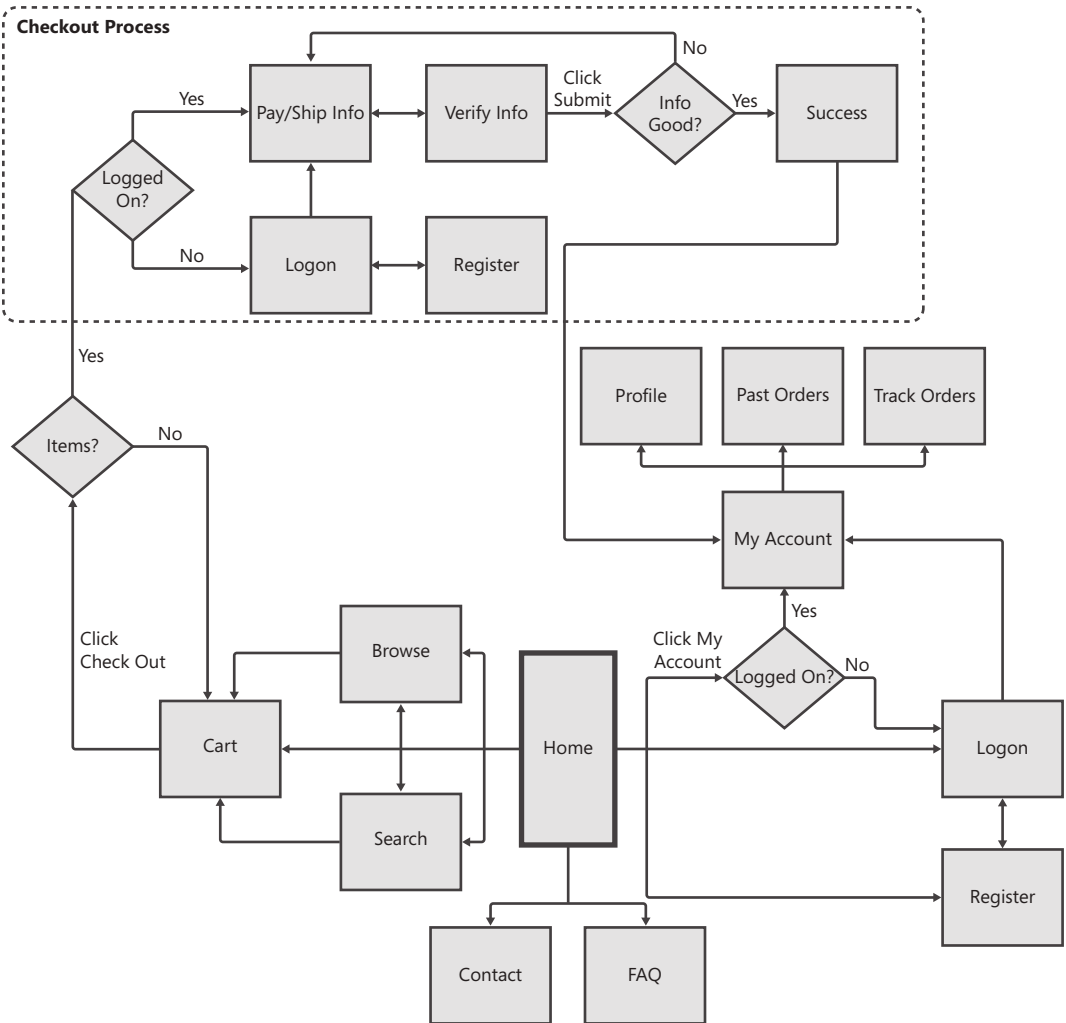 Checkout Process
No
Click
Submit
Yes
Pay/Ship Info
Verify Info
Info
Good?
Yes
Success
Logged
On?
No
Logon
Register
Yes
Profile
Past Orders
Track Orders
Items?
No
My Account
Click
Check Out
Browse
Click My
Account
Yes
Logged On?
No
Cart
Home
Logon
Search
Register
Contact
FAQ